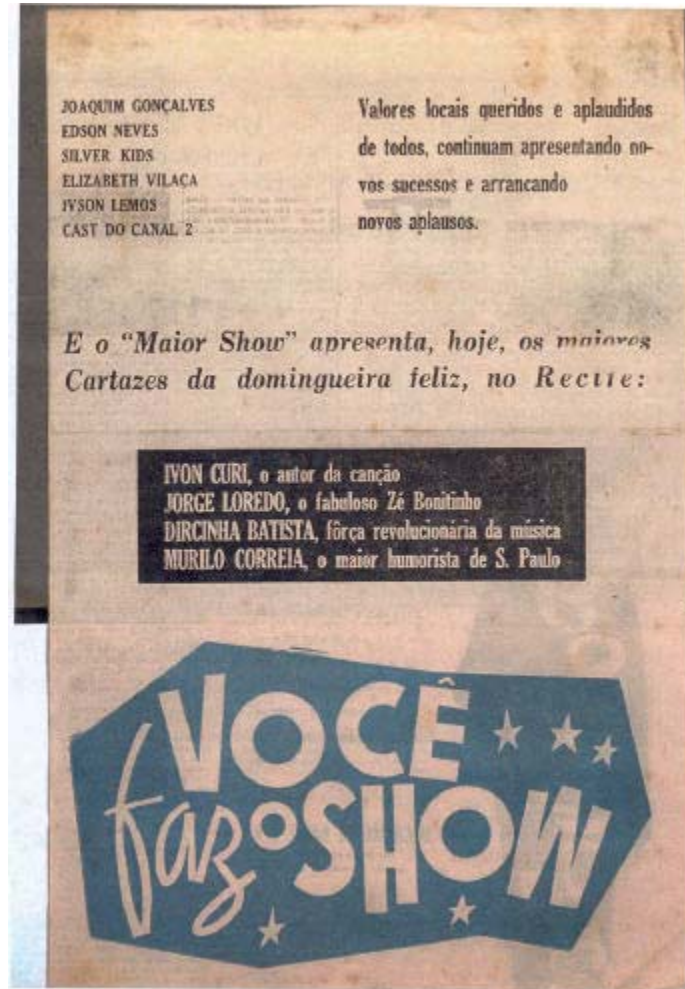 JOAQUIM GONÇALVES
EDSON NEVES
SILVER KIDS
ELIZABETH VILAÇA
IVSON LEMOS
CAST DO CANAL 2
Valores locais queridos e aplaudidos
de todos, continuam apresentando no-
vos sucessos e arrancando
novos aplausos.
E o "Maior Show" apresenta, hoje, os maiores
Cartazes da domingueira feliz, no Recife:
IVON CURI, o autor da canção
JORGE LOREDO, o fabuloso Zé Bonitinho
DIRCINHA BATISTA, fôrça revolucionária da música
MURILO CORREIA, o maior humorista de S. Paulo
VOCÊ
faz o SHOW